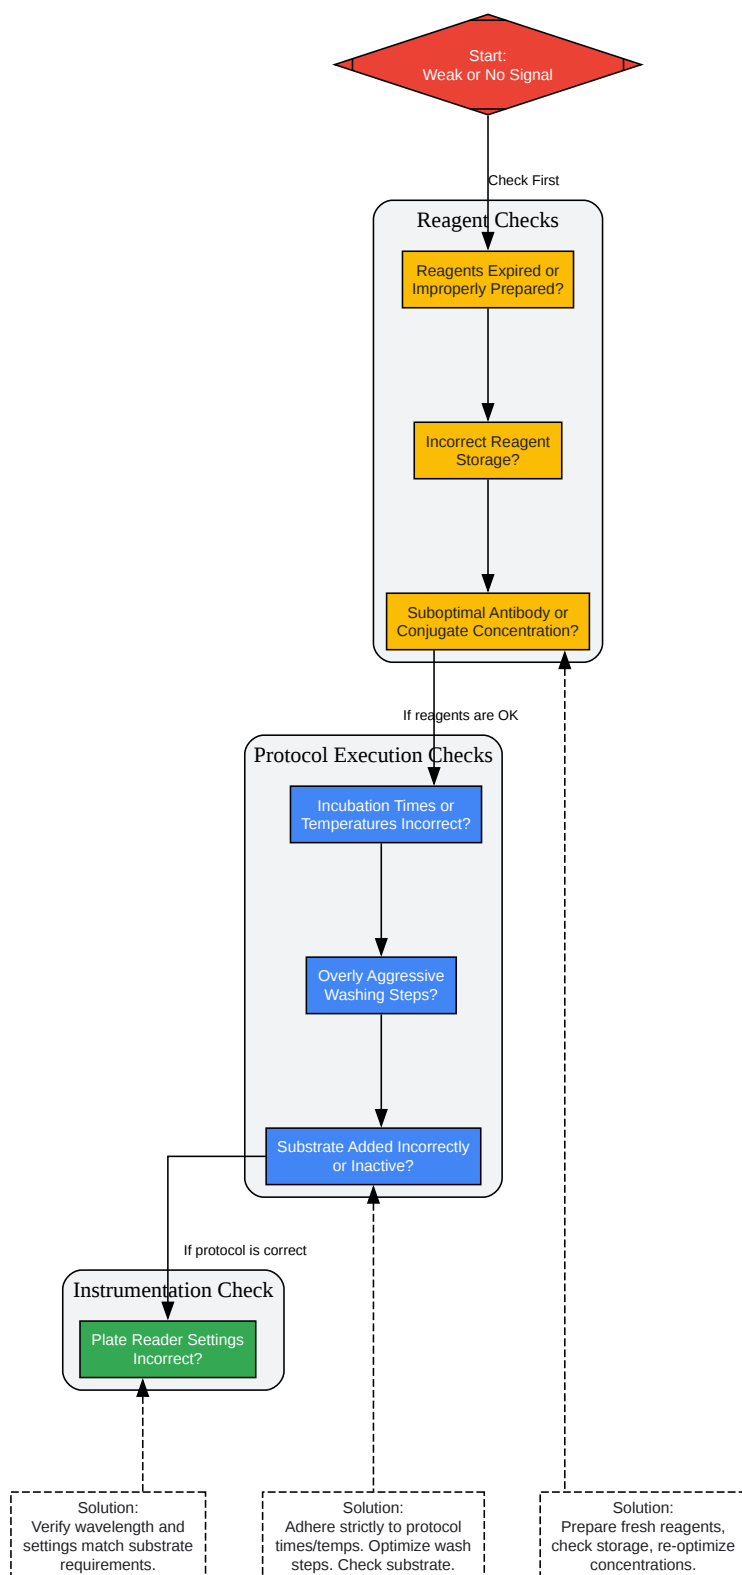 Start:
Weak or No Signal
Check First
Reagent Checks
Reagents Expired or
Improperly Prepared?
Incorrect Reagent
Storage?
Suboptimal Antibody or
Conjugate Concentration?
If reagents are OK
Protocol Execution Checks
Incubation Times or
Temperatures Incorrect?
Overly Aggressive
Washing Steps?
Substrate Added Incorrectly
or Inactive?
If protocol is correct
Instrumentation Check
Plate Reader Settings
Incorrect?
Solution:
Verify wavelength and
settings match substrate
requirements.
Solution:
Adhere strictly to protocol
times/temps. Optimize wash
steps. Check substrate.
Solution:
Prepare fresh reagents,
check storage, re-optimize
concentrations.